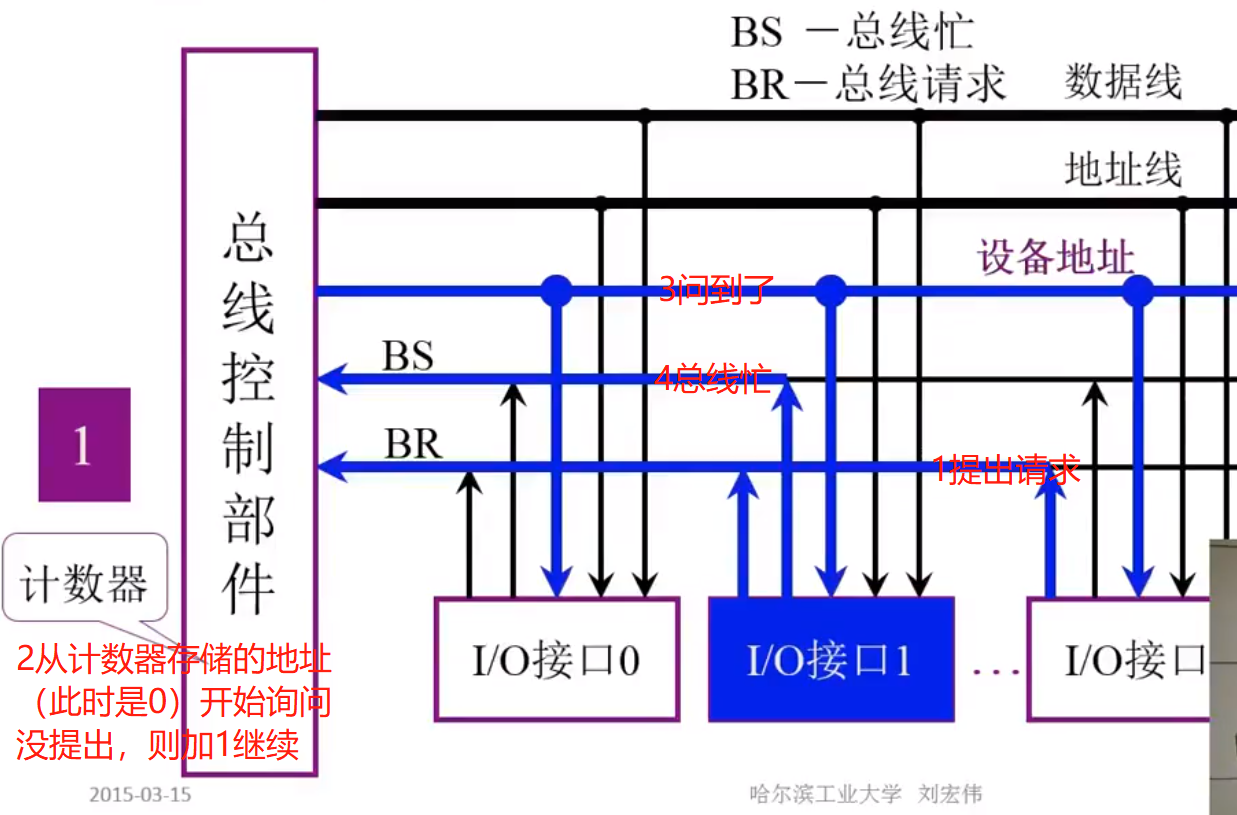 BS －总线忙
BR－总线请求
数据线
地址线
设备地址
3问到了
BS
4总线忙
BR
1提出请求
总线控制部件
1
计数器
2从计数器存储的地址
（此时是0）开始询问
没提出，则加1继续
I/O接口0
I/O接口1
...
I/O接口
2015-03-15
哈尔滨工业大学 刘宏伟